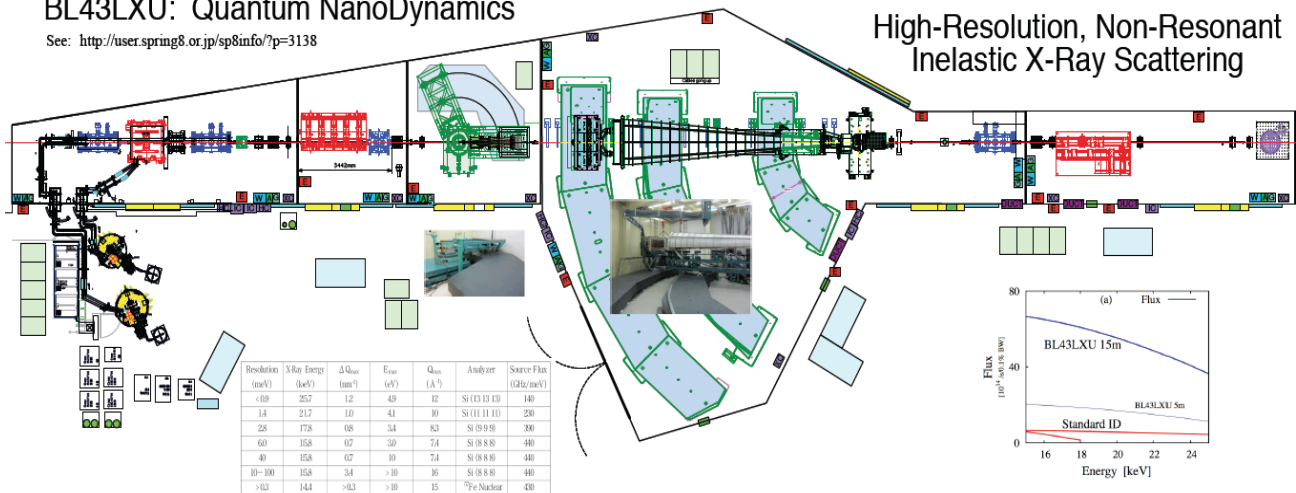 BL43LXU: Quantum NanoDynamics
See: http://user.spring8.or.jp/sp8info/?p=3138
High-Resolution, Non-Resonant
Inelastic X-Ray Scattering
3442mm
Resolution X-Ray Energy Δ Qmax Emax Qmax Analyzer Source Flux
(meV) (keV) (nm⁻¹) (eV) (Å⁻¹) (GHz/meV)
<0.9 25.7 1.2 4.9 12 Si (13 13 13) 140
1.4 21.7 1.0 4.1 10 Si (11 11 11) 230
2.8 17.8 0.8 3.4 8.3 Si (9 9 9) 390
6.0 15.8 0.7 3.0 7.4 Si (8 8 8) 440
40 15.8 0.7 10 7.4 Si (8 8 8) 440
10-100 15.8 3.4 >10 16 Si (8 8 8) 440
>0.3 14.4 >0.3 >10 15 ⁵⁷Fe Nuclear 430
(a) Flux
BL43LXU 15m
BL43LXU 5m
Standard ID
Flux
[10¹⁴ /s/0.1% BW]
80
40
0
16 18 20 22 24
Energy [keV]